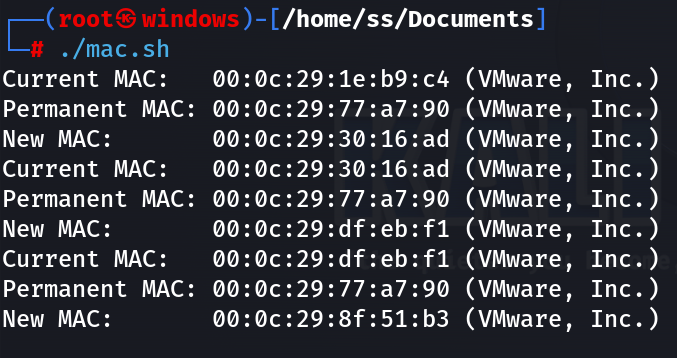 ┌──(root㉿windows)-[/home/ss/Documents]
└─# ./mac.sh
Current MAC:   00:0c:29:1e:b9:c4 (VMware, Inc.)
Permanent MAC: 00:0c:29:77:a7:90 (VMware, Inc.)
New MAC:       00:0c:29:30:16:ad (VMware, Inc.)
Current MAC:   00:0c:29:30:16:ad (VMware, Inc.)
Permanent MAC: 00:0c:29:77:a7:90 (VMware, Inc.)
New MAC:       00:0c:29:df:eb:f1 (VMware, Inc.)
Current MAC:   00:0c:29:df:eb:f1 (VMware, Inc.)
Permanent MAC: 00:0c:29:77:a7:90 (VMware, Inc.)
New MAC:       00:0c:29:8f:51:b3 (VMware, Inc.)